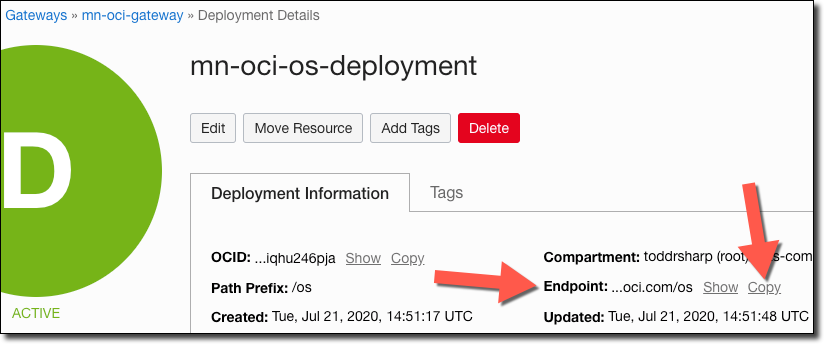 Gateways » mn-oci-gateway » Deployment Details
mn-oci-os-deployment
D
Edit Move Resource Add Tags Delete
Deployment Information Tags
OCID: ...iqhu246pja Show Copy
Compartment: toddrsharp (root)
Path Prefix: /os
Endpoint: ...oci.com/os Show Copy
Created: Tue, Jul 21, 2020, 14:51:17 UTC
Updated: Tue, Jul 21, 2020, 14:51:48 UTC
ACTIVE